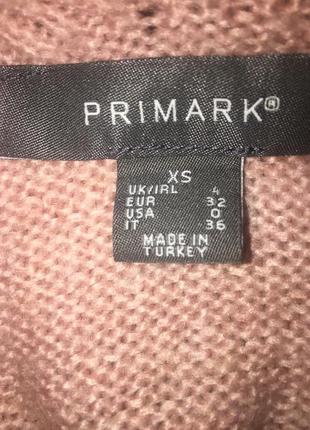 PRIMARK®
XS
UK/IRL 4
EUR 32
USA 0
IT 36
MADE IN
TURKEY